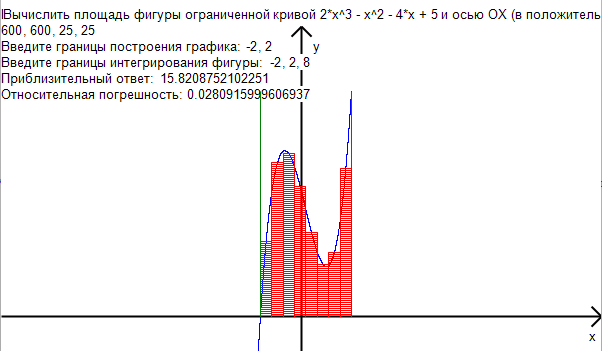 Вычислить площадь фигуры ограниченной кривой 2*x^3 - x^2 - 4*x + 5 и осью OX (в положитель
600, 600, 25, 25
Введите границы построения графика: -2, 2
y
Введите границы интегрирования фигуры: -2, 2, 8
Приблизительный ответ: 15.8208752102251
Относительная погрешность: 0.0280915999606937
x